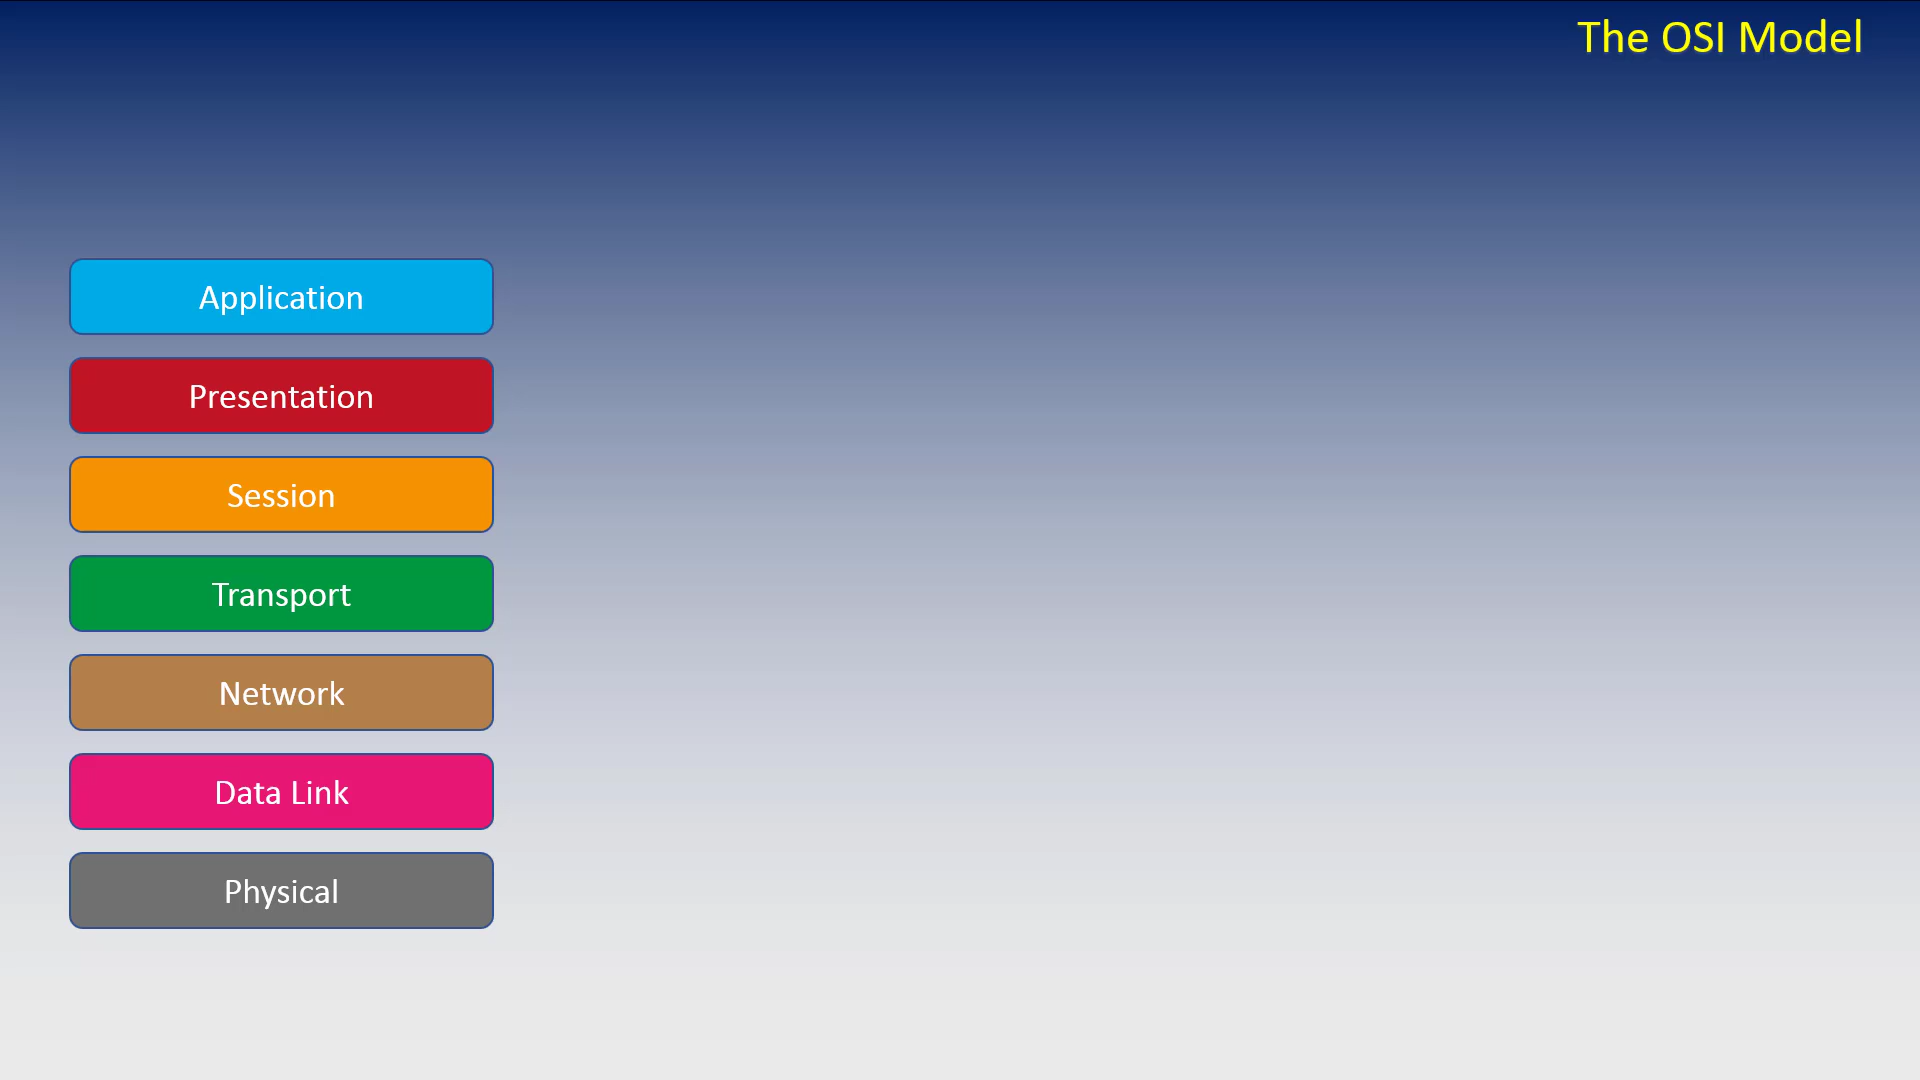 The OSI Model
Application
Presentation
Session
Transport
Network
Data Link
Physical